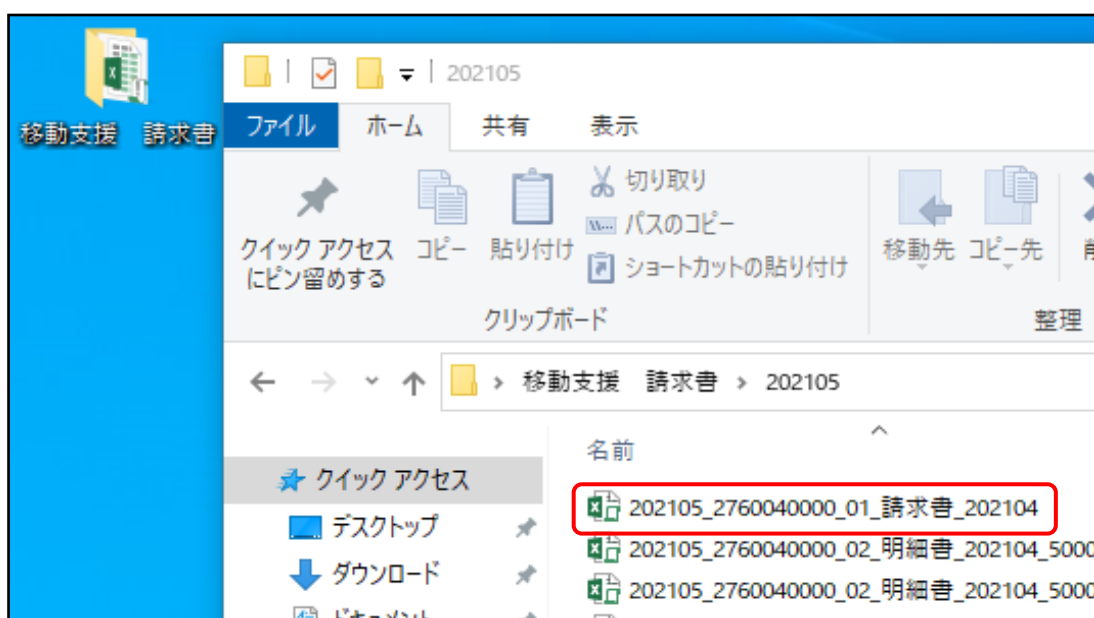 移動支援　請求書
202105
ファイル ホーム 共有 表示
クイック アクセス
にピン留めする
コピー
貼り付け
切り取り
パスのコピー
ショートカットの貼り付け
クリップボード
移動先 コピー先
整理
移動支援　請求書 › 202105
名前
クイック アクセス
デスクトップ
ダウンロード
ドキュメント
202105_2760040000_01_請求書_202104
202105_2760040000_02_明細書_202104_5000
202105_2760040000_02_明細書_202104_5000